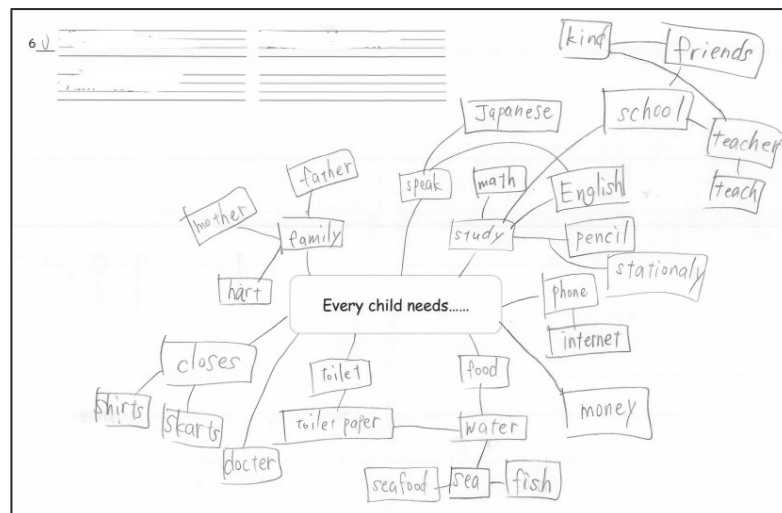 6
kind
friends
Japanese
school
teacher
father
speak
math
English
teach
mother
family
study
pencil
stationaly
hart
phone
Every child needs......
internet
closes
toilet
food
money
shirts
skarts
toilet paper
water
docter
seafood
sea
fish